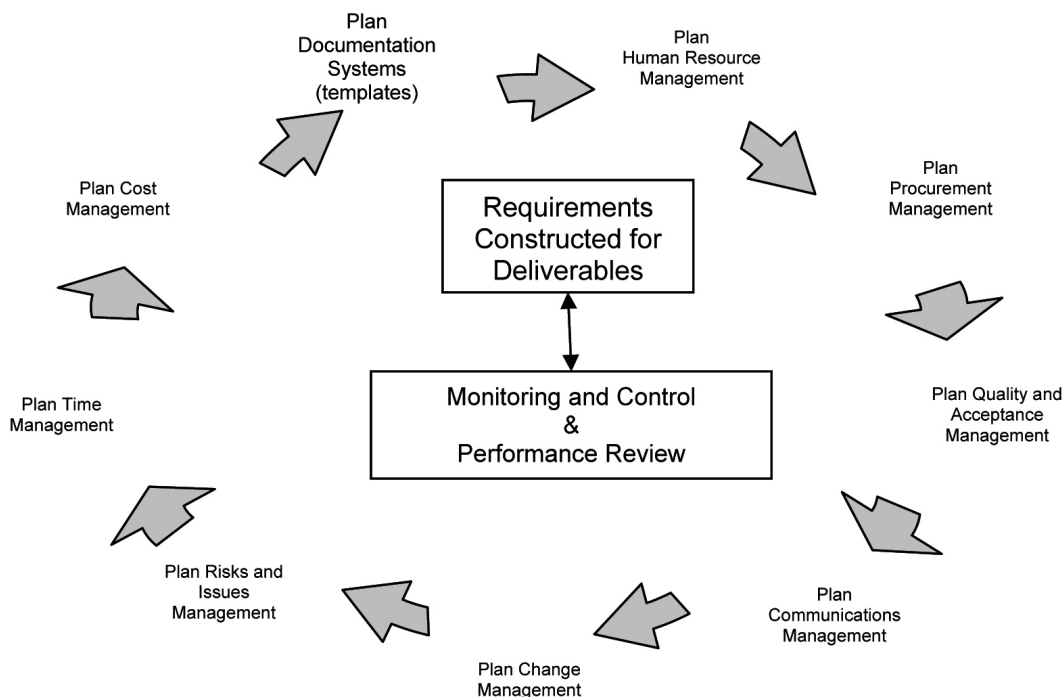 Plan
Documentation
Systems
(templates)
Plan
Human Resource
Management
Plan
Procurement
Management
Plan Quality and
Acceptance
Management
Plan
Communications
Management
Plan Change
Management
Plan Risks and
Issues
Management
Plan Time
Management
Plan Cost
Management
Requirements
Constructed for
Deliverables
Monitoring and Control
&
Performance Review